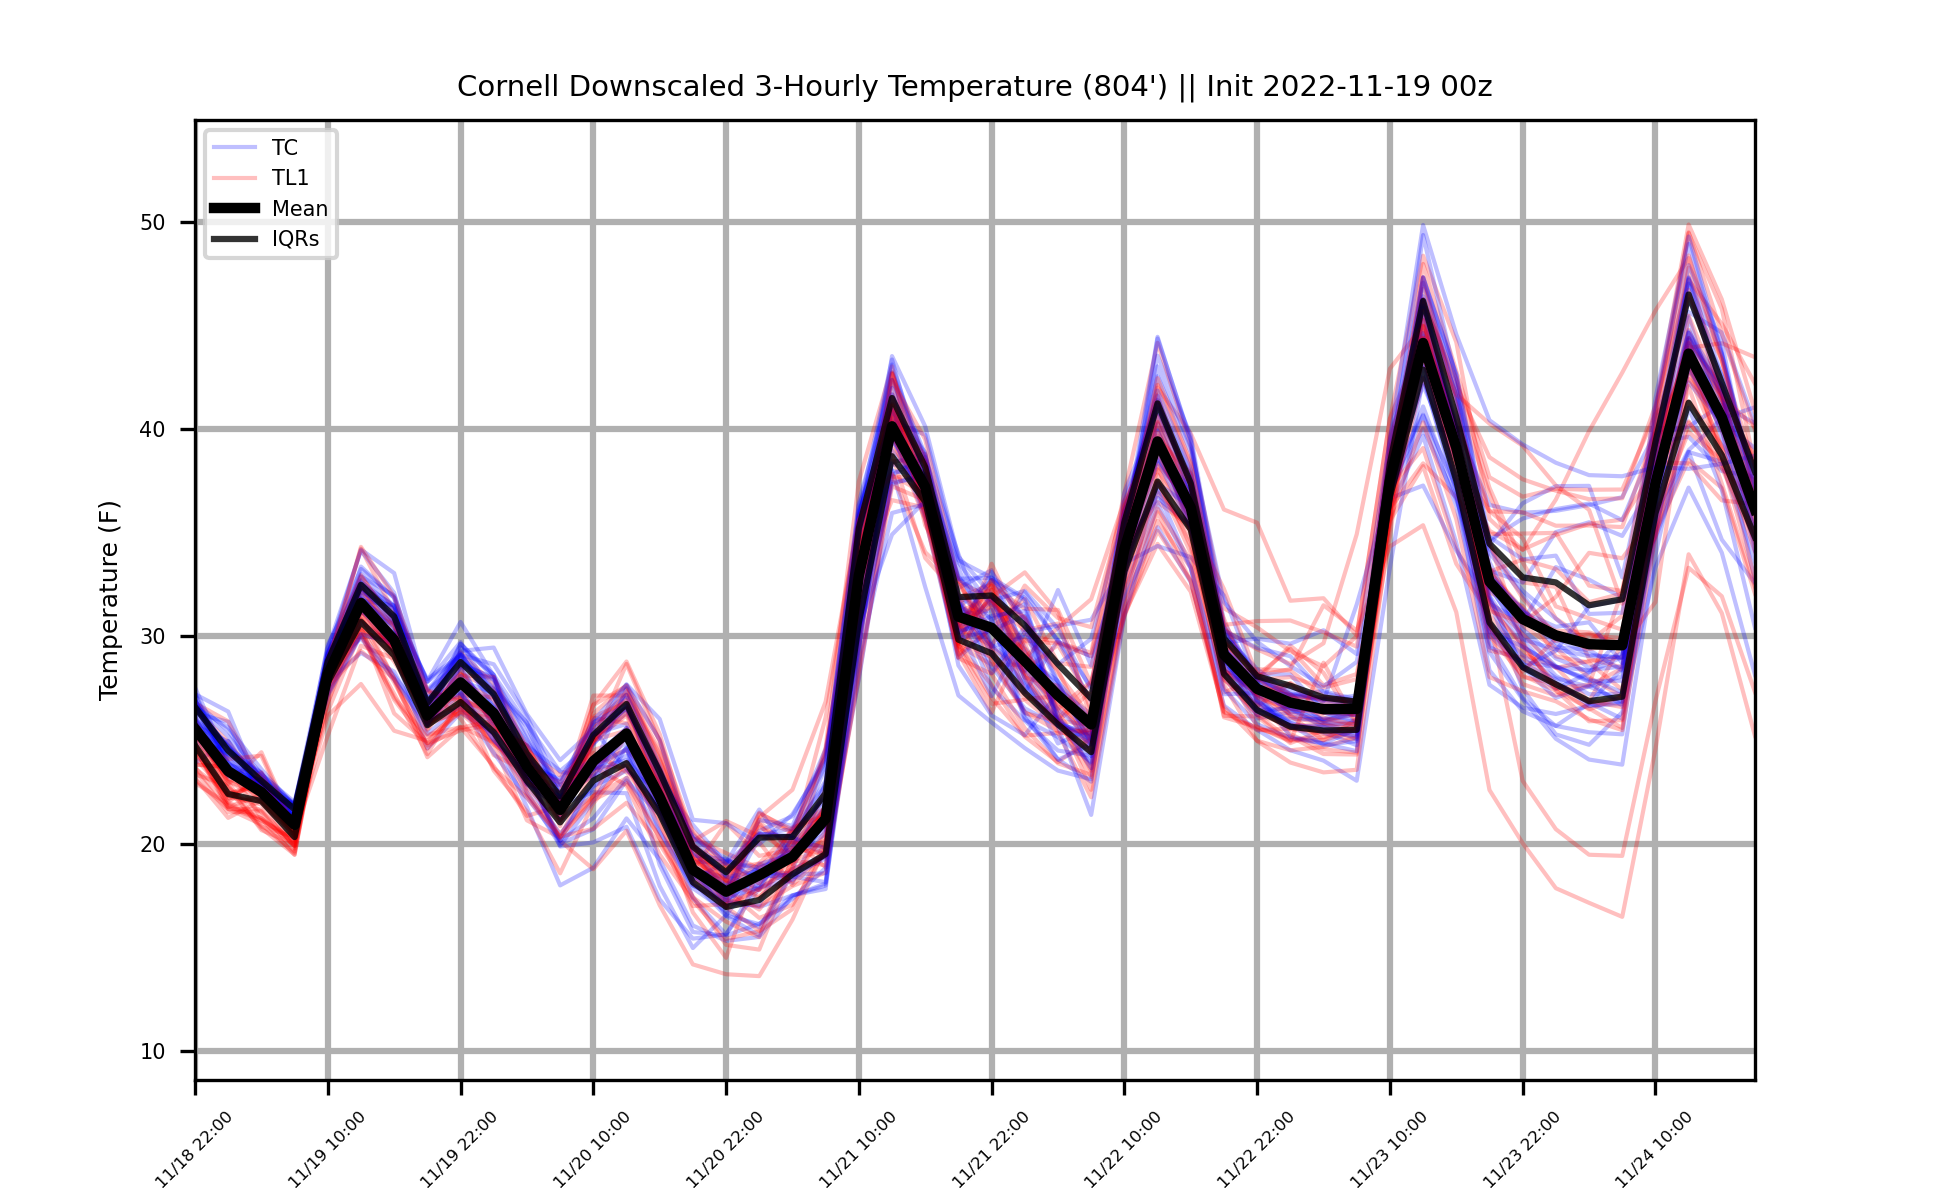 Cornell Downscaled 3-Hourly Temperature (804') || Init 2022-11-19 00z
TC
TL1
Mean
IQRs
Temperature (F)
50
40
30
20
10
11/18 22:00
11/19 10:00
11/19 22:00
11/20 10:00
11/20 22:00
11/21 10:00
11/21 22:00
11/22 10:00
11/22 22:00
11/23 10:00
11/23 22:00
11/24 10:00